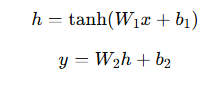 h = tanh(W₁x + b₁)
y = W₂h + b₂